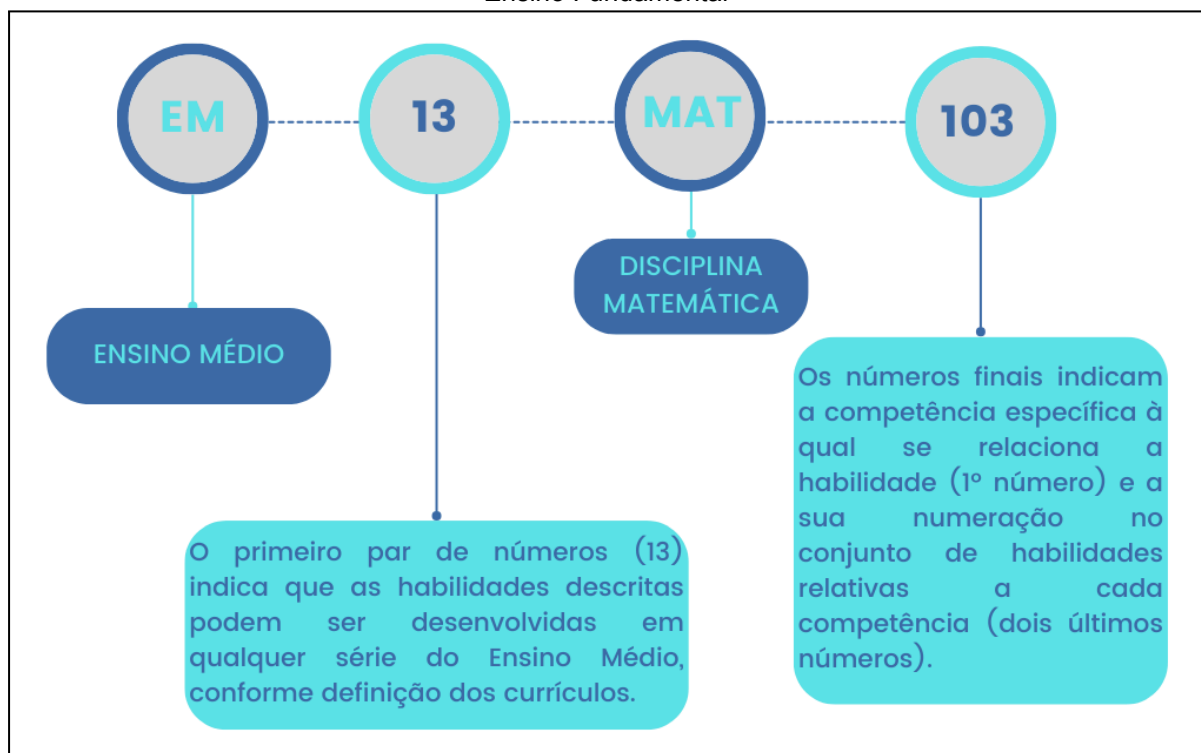 Ensino Fundamental
EM
13
MAT
103
DISCIPLINA
MATEMÁTICA
ENSINO MÉDIO
Os números finais indicam
a competência específica à
qual se relaciona a
habilidade (1º número) e a
sua numeração no
conjunto de habilidades
relativas a cada
competência (dois últimos
números).
O primeiro par de números (13)
indica que as habilidades descritas
podem ser desenvolvidas em
qualquer série do Ensino Médio,
conforme definição dos currículos.